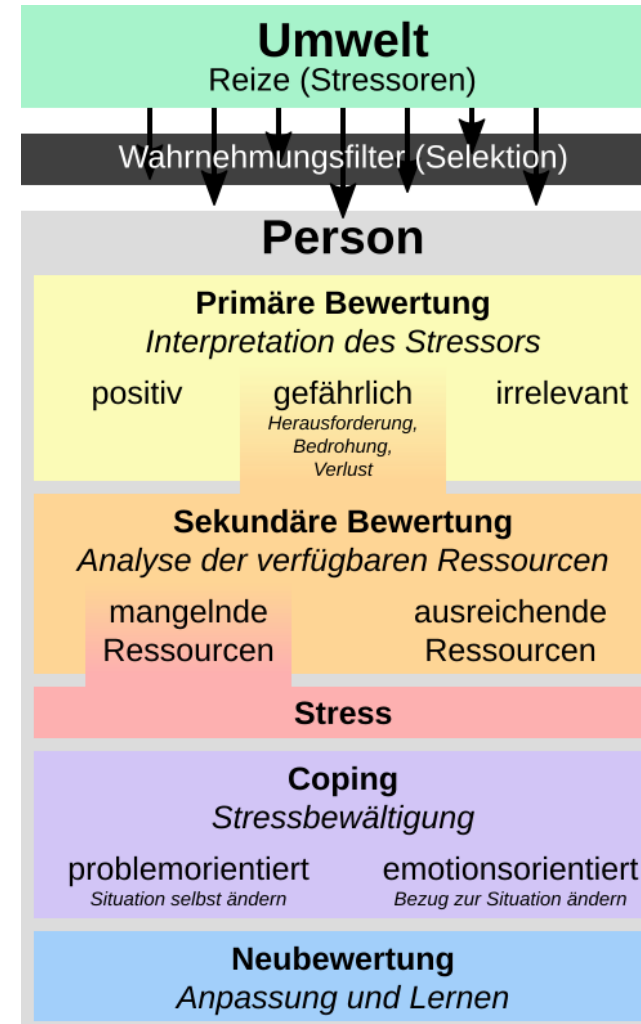 Umwelt
Reize (Stressoren)
Wahrnehmungsfilter (Selektion)
Person
Primäre Bewertung
Interpretation des Stressors
positiv gefährlich irrelevant
Herausforderung,
Bedrohung,
Verlust
Sekundäre Bewertung
Analyse der verfügbaren Ressourcen
mangelnde ausreichende
Ressourcen Ressourcen
Stress
Coping
Stressbewältigung
problemorientiert emotionsorientiert
Situation selbst ändern Bezug zur Situation ändern
Neubewertung
Anpassung und Lernen